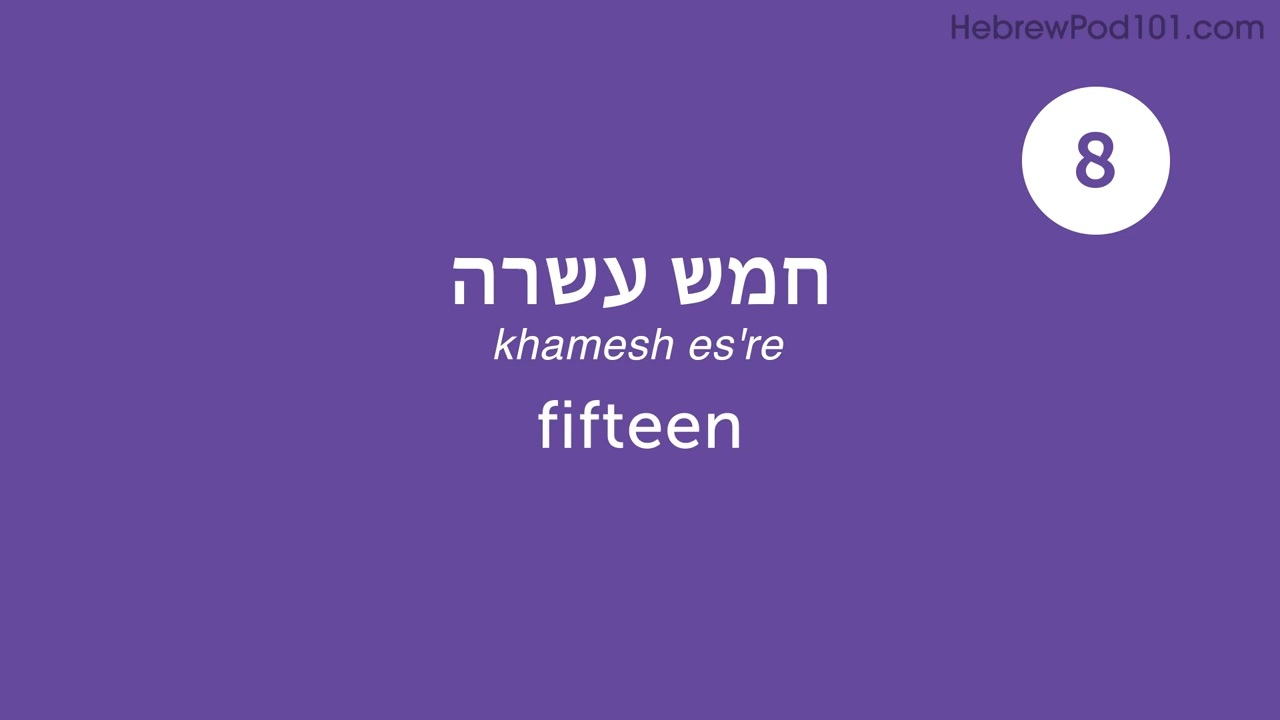 HebrewPod101.com
8
חמש עשרה
khamesh es're
fifteen